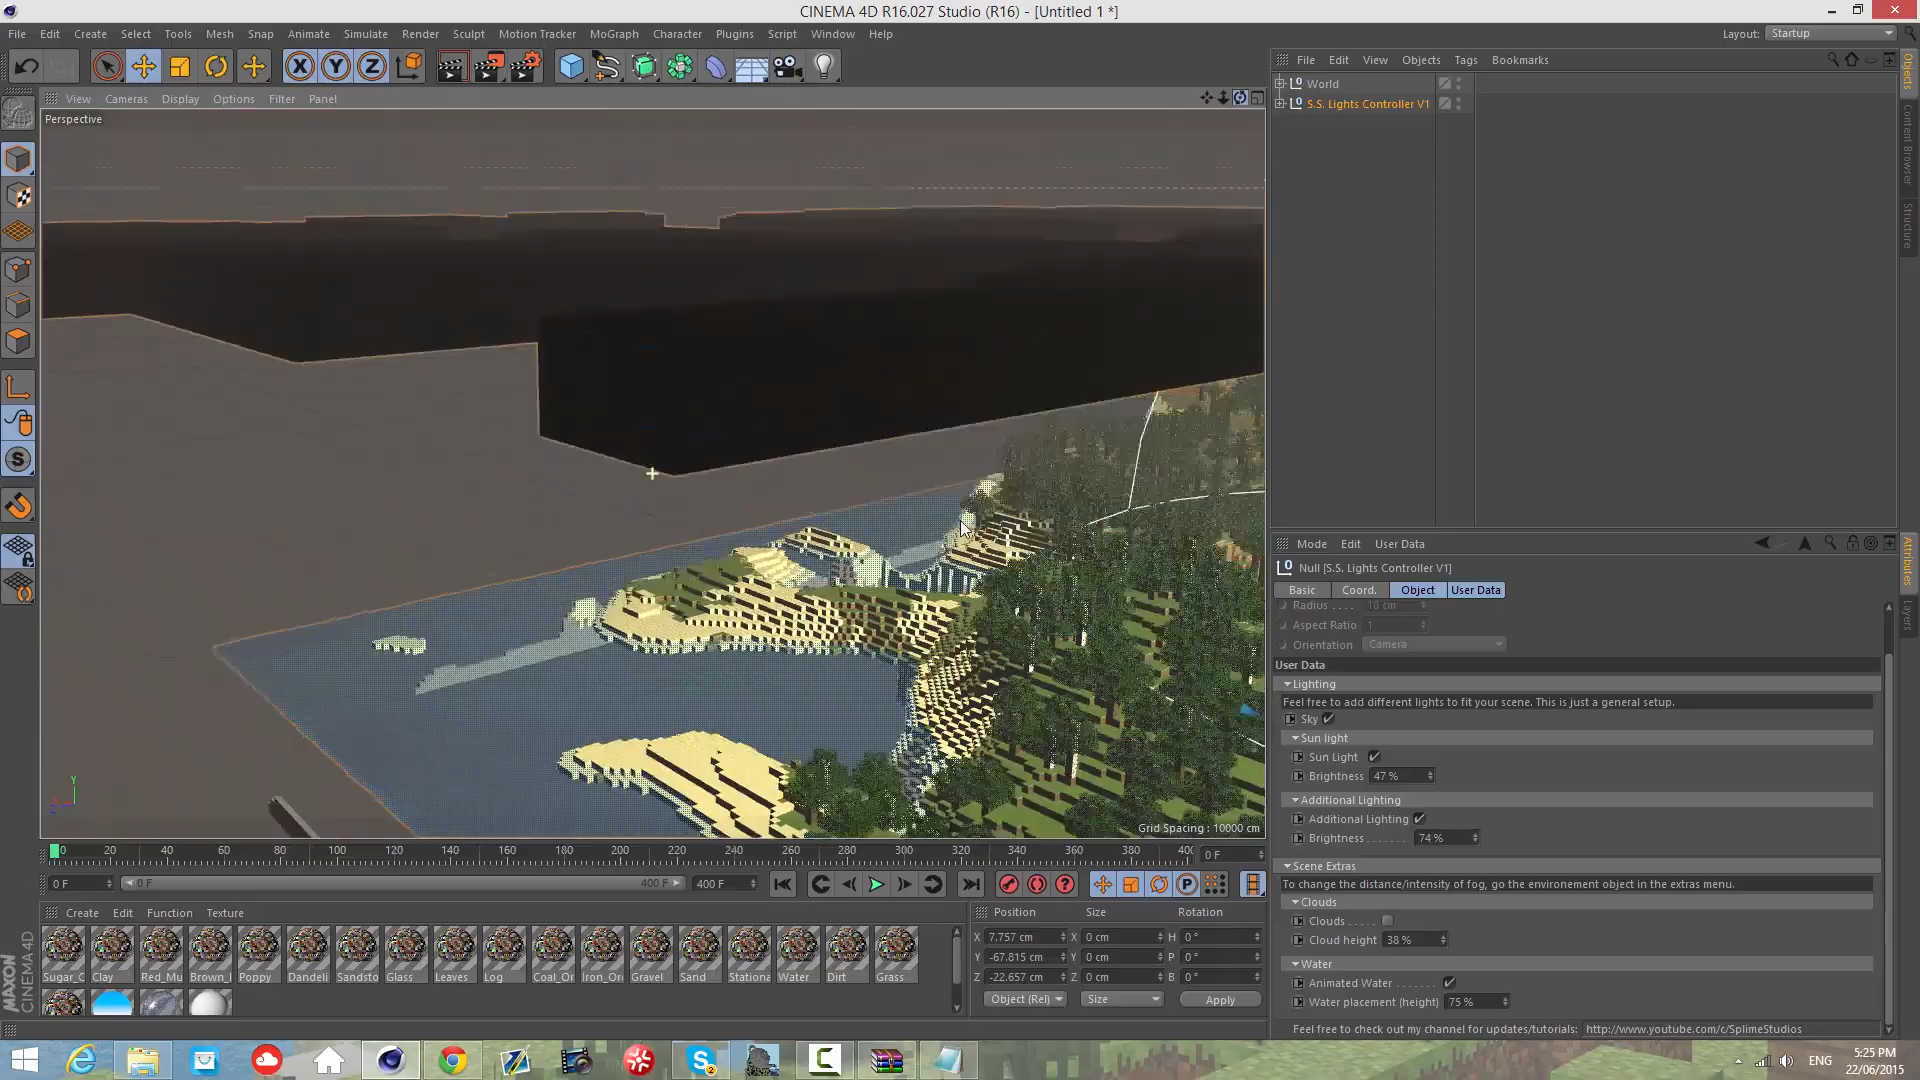 CINEMA 4D R16.027 Studio (R16) - [Untitled 1 *]
File Edit Create Select Tools Mesh Snap Animate Simulate Render Sculpt Motion Tracker MoGraph Character Plugins Script Window Help
Layout: Startup
View Cameras Display Options Filter Panel
Perspective
File Edit View Objects Tags Bookmarks
World
S.S. Lights Controller V1
Objects
Content Browser
Structure
Mode Edit User Data
Null [S.S. Lights Controller V1]
Basic Coord. Object User Data
Radius . . . . 10 cm
Aspect Ratio 1
Orientation Camera
User Data
Lighting
Feel free to add different lights to fit your scene. This is just a general setup.
Sky
Sun light
Sun Light
Brightness 47 %
Additional Lighting
Additional Lighting
Brightness . . . . . . . 74 %
Scene Extras
To change the distance/intensity of fog, go the environement object in the extras menu.
Clouds
Clouds . . . . .
Cloud height 38 %
Water
Animated Water . . . . . . .
Water placement (height) 75 %
Feel free to check out my channel for updates/tutorials: http://www.youtube.com/c/SplimeStudios
Attributes
Layers
Y
Grid Spacing : 10000 cm
0 20 40 60 80 100 120 140 160 180 200 220 240 260 280 300 320 340 360 380 400
0 F
0 F 0 F 400 F 400 F
Create Edit Function Texture
Sugar_C Clay Red_Mu Brown_I Poppy Dandeli Sandsto Glass Leaves Log Coal_Or Iron_Ore Gravel Sand Stationa Water Dirt Grass
Position Size Rotation
X 7.757 cm X 0 cm H 0 °
Y -67.815 cm Y 0 cm P 0 °
Z -22.657 cm Z 0 cm B 0 °
Object (Rel) Size Apply
MAXON
CINEMA 4D
ENG
5:25 PM
22/06/2015